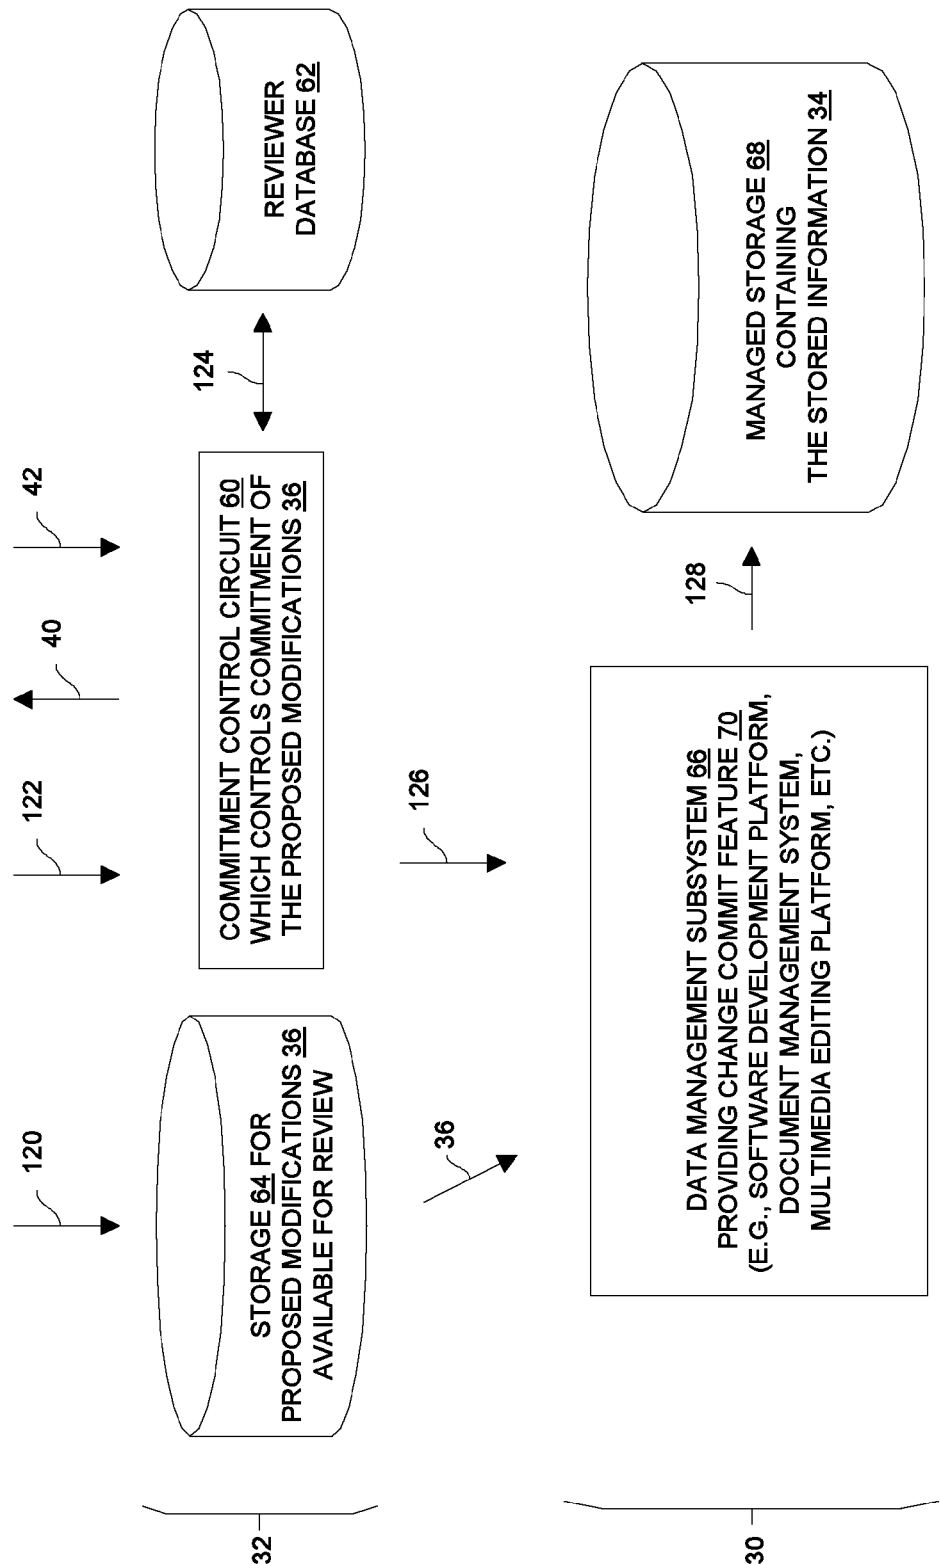 120
122
40
42
32
STORAGE 64 FOR
PROPOSED MODIFICATIONS 36
AVAILABLE FOR REVIEW
COMMITMENT CONTROL CIRCUIT 60
WHICH CONTROLS COMMITMENT OF
THE PROPOSED MODIFICATIONS 36
124
REVIEWER
DATABASE 62
36
126
30
DATA MANAGEMENT SUBSYSTEM 66
PROVIDING CHANGE COMMIT FEATURE 70
(E.G., SOFTWARE DEVELOPMENT PLATFORM,
DOCUMENT MANAGEMENT SYSTEM,
MULTIMEDIA EDITING PLATFORM, ETC.)
128
MANAGED STORAGE 68
CONTAINING
THE STORED INFORMATION 34